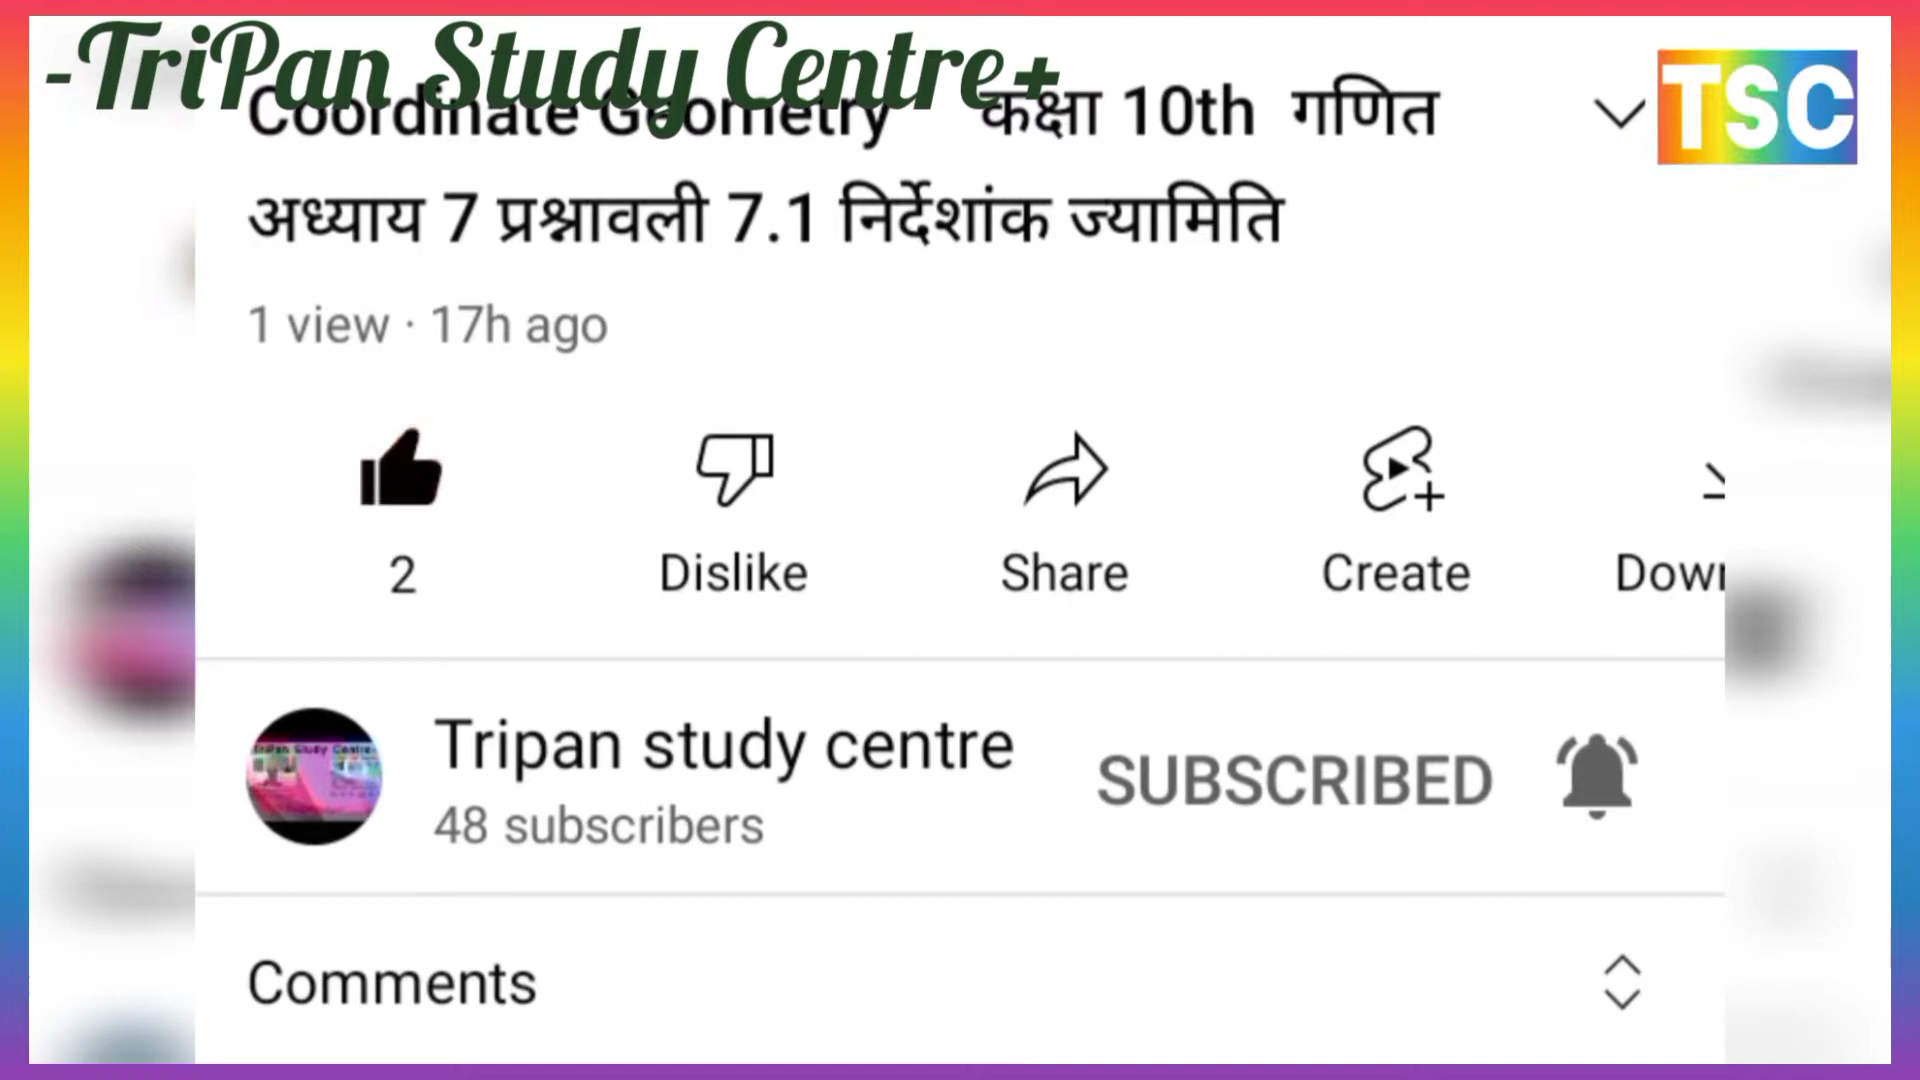 -TriPan Study Centre+
TSC
Coordinate Geometry कक्षा 10th गणित
अध्याय 7 प्रश्नावली 7.1 निर्देशांक ज्यामिति
1 view · 17h ago
2 Dislike Share Create Down
Tripan study centre
SUBSCRIBED
48 subscribers
Comments